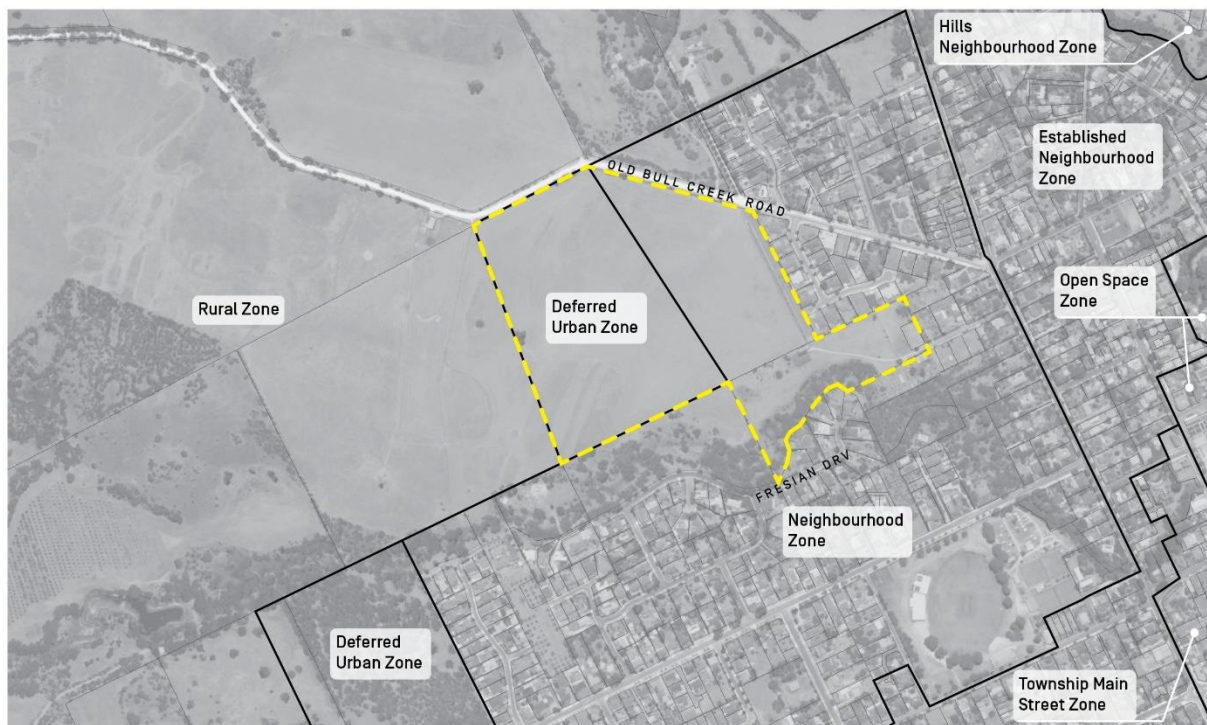 Hills
Neighbourhood Zone
Established
Neighbourhood
Zone
OLD BULL CREEK ROAD
Open Space
Zone
Rural Zone
Deferred
Urban Zone
FRESIAN DRV
Neighbourhood
Zone
Deferred
Urban Zone
Township Main
Street Zone